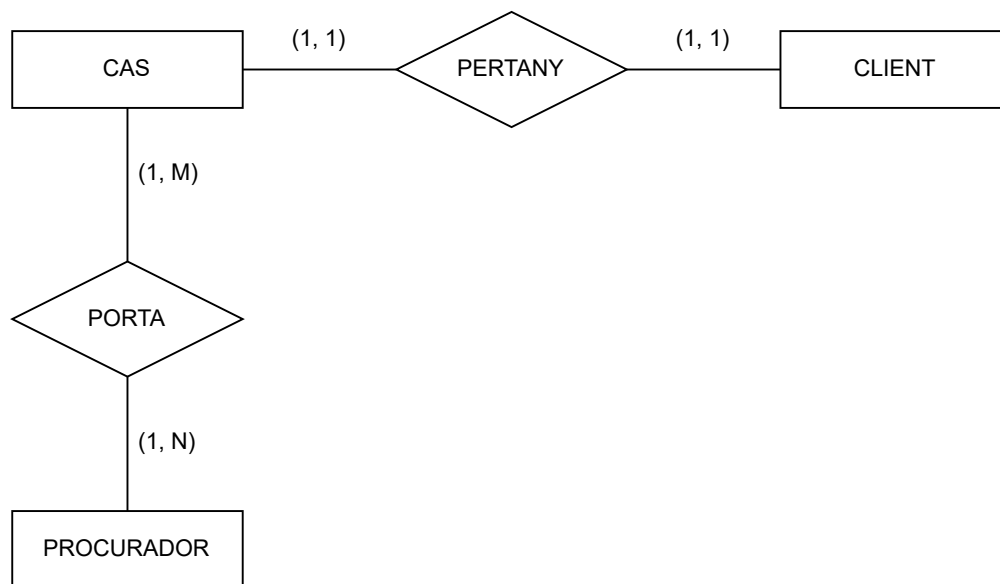 (1, 1)
(1, 1)
CAS
PERTANY
CLIENT
(1, M)
PORTA
(1, N)
PROCURADOR